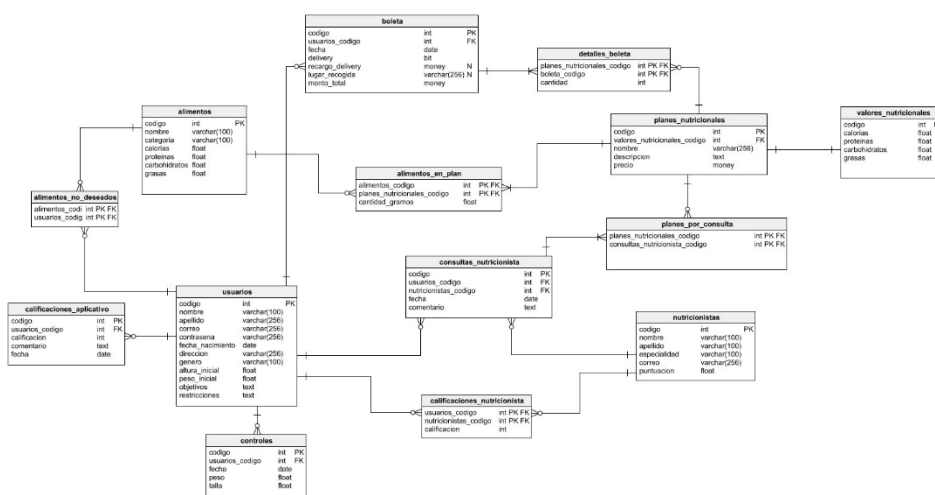 boleta
codigo int PK
usuarios_codigo int FK
fecha date
delivery bit
recargo_delivery money N
lugar_recogida varchar(256) N
monto_total money
detalles_boleta
planes_nutricionales_codigo int PK FK
boleta_codigo int PK FK
cantidad int
alimentos
codigo int PK
nombre varchar(100)
categoria varchar(100)
calorias float
proteinas float
carbohidratos float
grasas float
planes_nutricionales
codigo int PK
valores_nutricionales_codigo int FK
nombre varchar(256)
descripcion text
precio money
valores_nutricionales
codigo int
calorias float
proteinas float
carbohidratos float
grasas float
alimentos_en_plan
alimentos_codigo int PK FK
planes_nutricionales_codigo int PK FK
cantidad_gramos float
alimentos_no_deseados
alimentos_codi int PK FK
usuarios_codig int PK FK
planes_por_consulta
planes_nutricionales_codigo int PK FK
consultas_nutricionista_codigo int PK FK
consultas_nutricionista
codigo int PK
usuarios_codigo int FK
nutricionistas_codigo int FK
fecha date
comentario text
usuarios
codigo int PK
nombre varchar(100)
apellido varchar(256)
correo varchar(256)
contrasena varchar(256)
fecha_nacimiento date
direccion varchar(256)
genero varchar(100)
altura_inicial float
peso_inicial float
objetivos text
restricciones text
calificaciones_aplicativo
codigo int PK
usuarios_codigo int FK
calificacion int
comentario text
fecha date
nutricionistas
codigo int PK
nombre varchar(100)
apellido varchar(100)
especialidad varchar(100)
correo varchar(256)
puntuacion float
calificaciones_nutricionista
usuarios_codigo int PK FK
nutricionistas_codigo int PK FK
calificacion int
controles
codigo int PK
usuarios_codigo int FK
fecha date
peso float
talla float